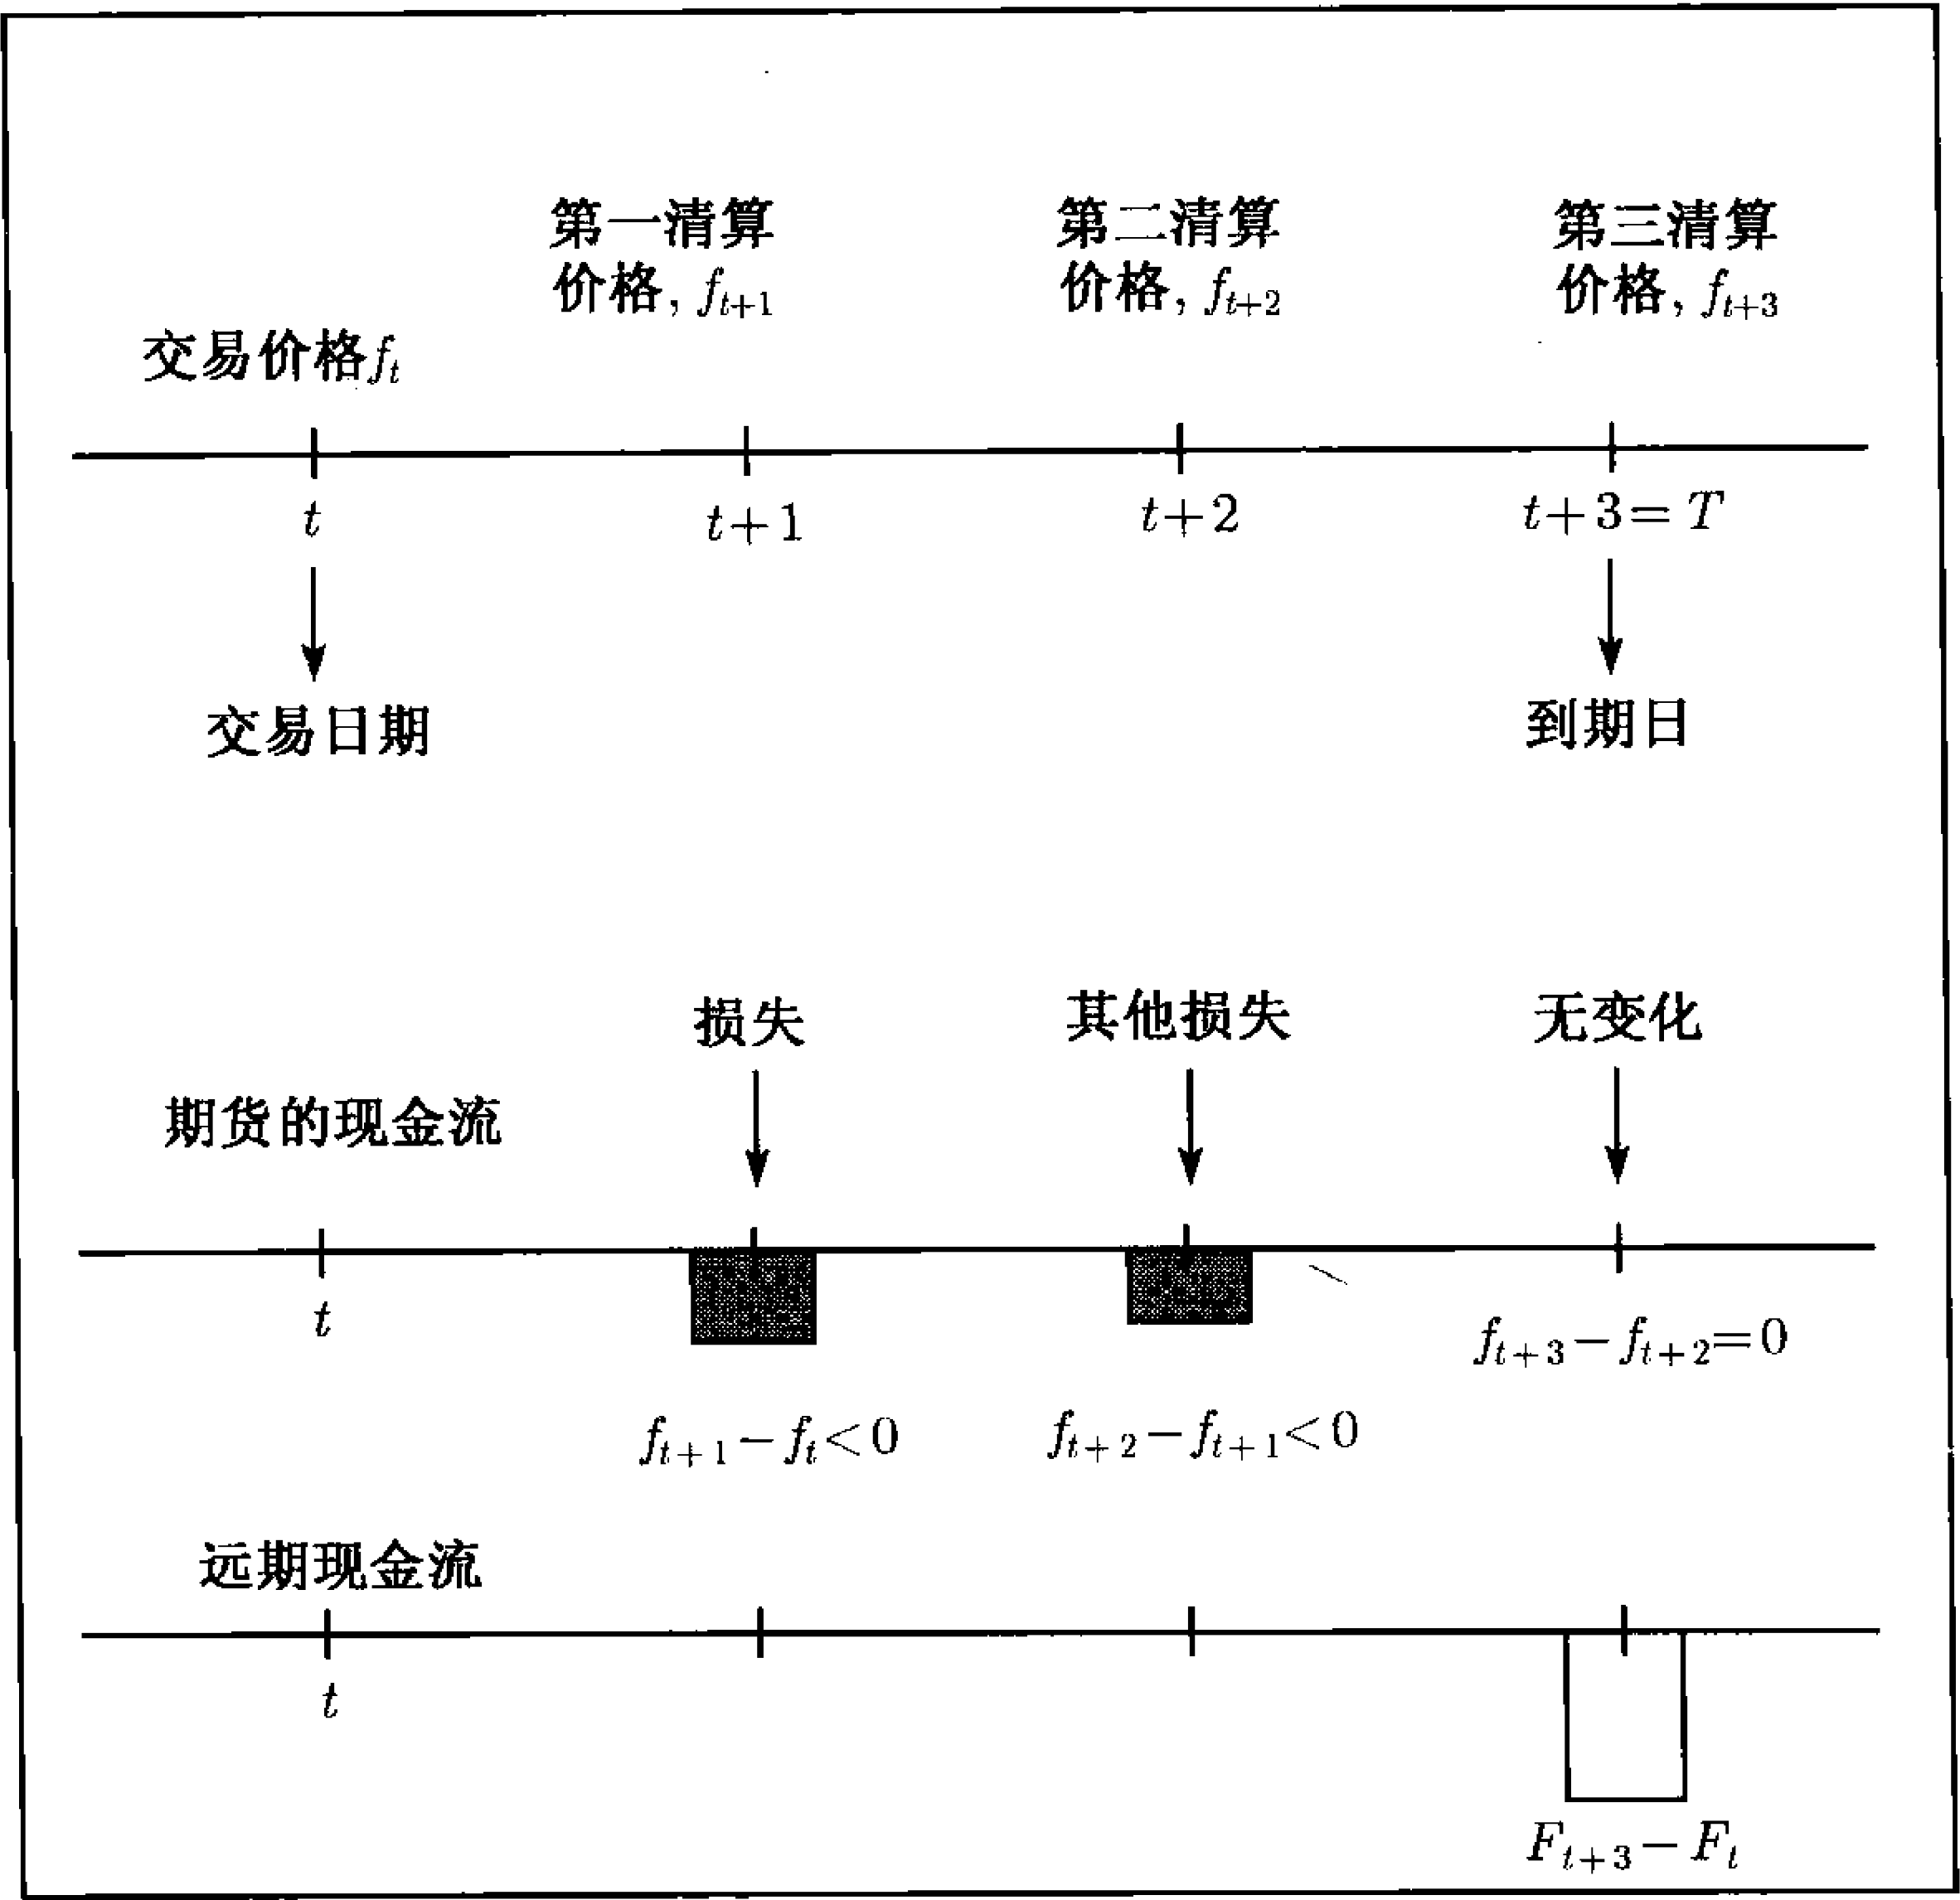 第一清算
价格, f_{t+1}
第二清算
价格, f_{t+2}
第三清算
价格, f_{t+3}
交易价格f_t
t
t+1
t+2
t+3= T
交易日期
到期日
损失
其他损失
无变化
期货的现金流
t
f_{t+3}−f_{t+2}=0
f_{t+1}−f_t<0
f_{t+2}−f_{t+1}<0
远期现金流
t
F_{t+3}−F_t